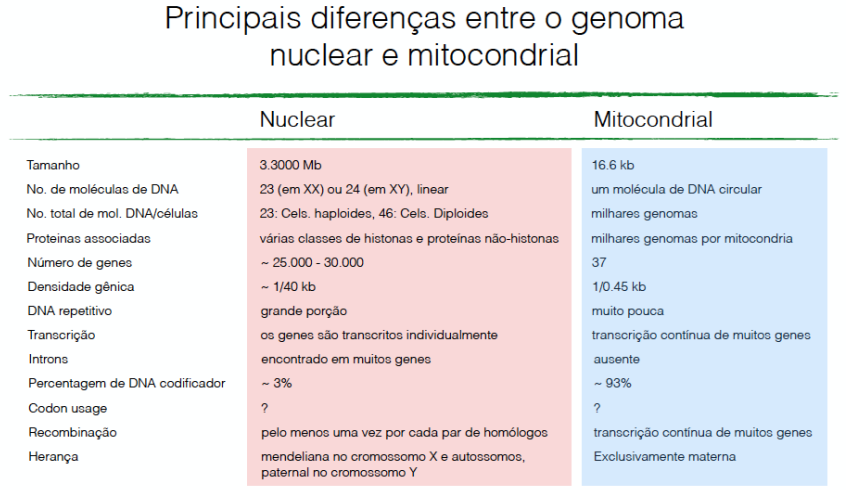 Principais diferenças entre o genoma
nuclear e mitocondrial
Nuclear Mitocondrial
Tamanho 3.3000 Mb 16.6 kb
No. de moléculas de DNA 23 (em XX) ou 24 (em XY), linear um molécula de DNA circular
No. total de mol. DNA/células 23: Cels. haploides, 46: Cels. Diploides milhares genomas
Proteinas associadas várias classes de histonas e proteínas não-histonas milhares genomas por mitocondria
Número de genes ~ 25.000 - 30.000 37
Densidade gênica ~ 1/40 kb 1/0.45 kb
DNA repetitivo grande porção muito pouca
Transcrição os genes são transcritos individualmente transcrição contínua de muitos genes
Introns encontrado em muitos genes ausente
Percentagem de DNA codificador ~ 3% ~ 93%
Codon usage ? ?
Recombinação pelo menos uma vez por cada par de homólogos transcrição contínua de muitos genes
Herança mendeliana no cromossomo X e autossomos, Exclusivamente materna
paternal no cromossomo Y